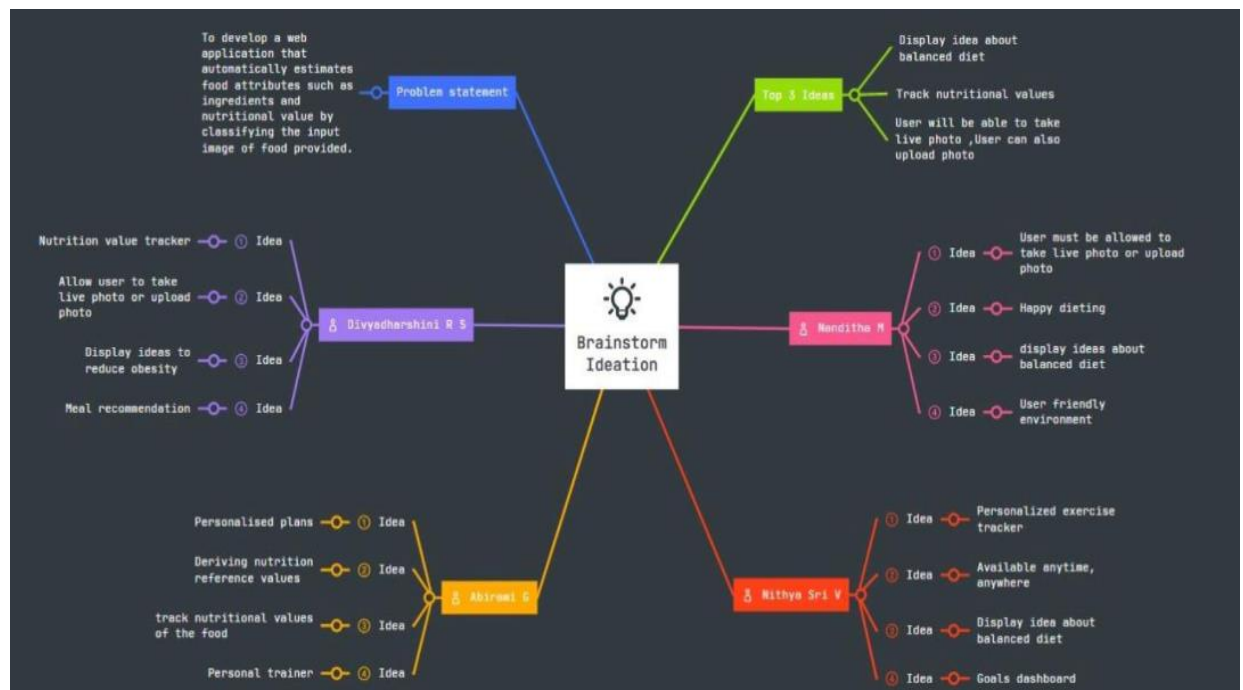 To develop a web
application that
automatically estimates
food attributes such as
ingredients and
nutritional value by
classifying the input
image of food provided.
Problem statement
Top 3 Ideas
Display idea about
balanced diet
Track nutritional values
User will be able to take
live photo ,User can also
upload photo
Nutrition value tracker
1 Idea
Allow user to take
live photo or upload
photo
2 Idea
Display ideas to
reduce obesity
3 Idea
Meal recommendation
4 Idea
Divyadharshini R S
Brainstorm
Ideation
Nanditha M
1 Idea
User must be allowed to
take live photo or upload
photo
2 Idea
Happy dieting
3 Idea
display ideas about
balanced diet
4 Idea
User friendly
environment
Personalised plans
1 Idea
Deriving nutrition
reference values
2 Idea
track nutritional values
of the food
3 Idea
Personal trainer
4 Idea
Abirami G
Nithya Sri V
1 Idea
Personalized exercise
tracker
2 Idea
Available anytime,
anywhere
3 Idea
Display idea about
balanced diet
4 Idea
Goals dashboard